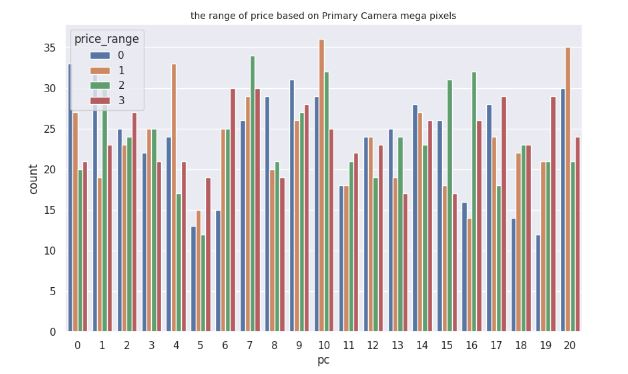 the range of price based on Primary Camera mega pixels
price_range
0
1
2
3
count
35
30
25
20
15
10
5
0
0 1 2 3 4 5 6 7 8 9 10 11 12 13 14 15 16 17 18 19 20
pc